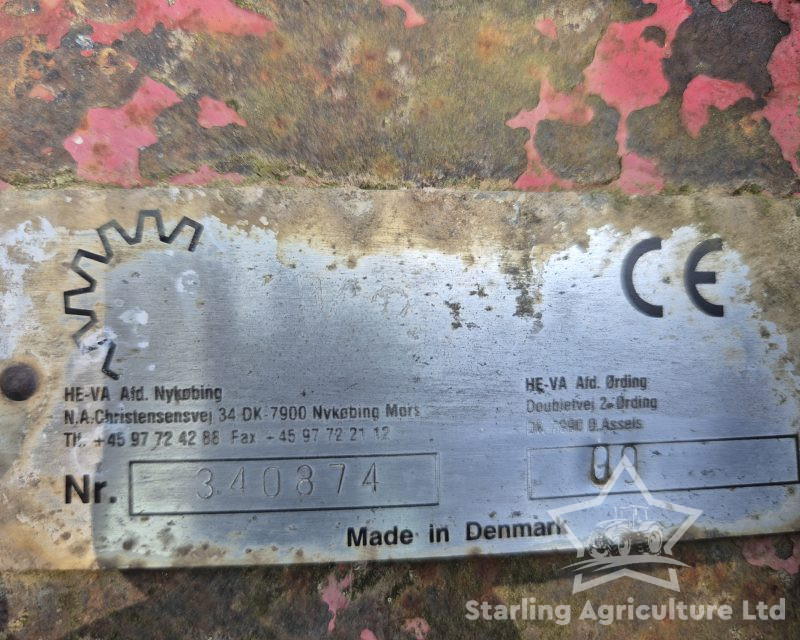 CE
HE-VA Afd. Nykøbing
N.A.Christensensvej 34 DK-7900 Nykøbing Mors
Tlf. +45 97 72 42 88 Fax +45 97 72 21 12
HE-VA Afd. Ørding
Doubletvej 2 Ørding
Ø.Assels
Nr. 340874
00
Made in Denmark
Starling Agriculture Ltd